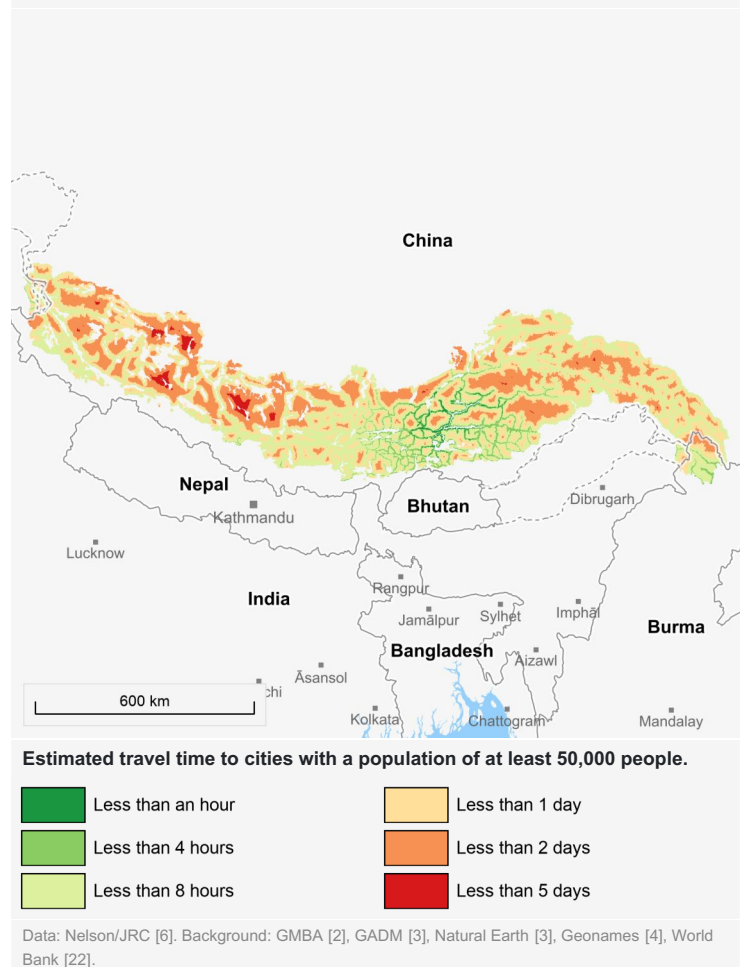 China
Nepal
Kathmandu
Bhutan
Dibrugarh
Lucknow
India
Rangpur
Jamālpur
Sylhet
Imphāl
Burma
Bangladesh
Aizawl
Āsansol
chi
600 km
Kolkata
Chattogram
Mandalay
Estimated travel time to cities with a population of at least 50,000 people.
Less than an hour
Less than 1 day
Less than 4 hours
Less than 2 days
Less than 8 hours
Less than 5 days
Data: Nelson/JRC [6]. Background: GMBA [2], GADM [3], Natural Earth [3], Geonames [4], World
Bank [22].